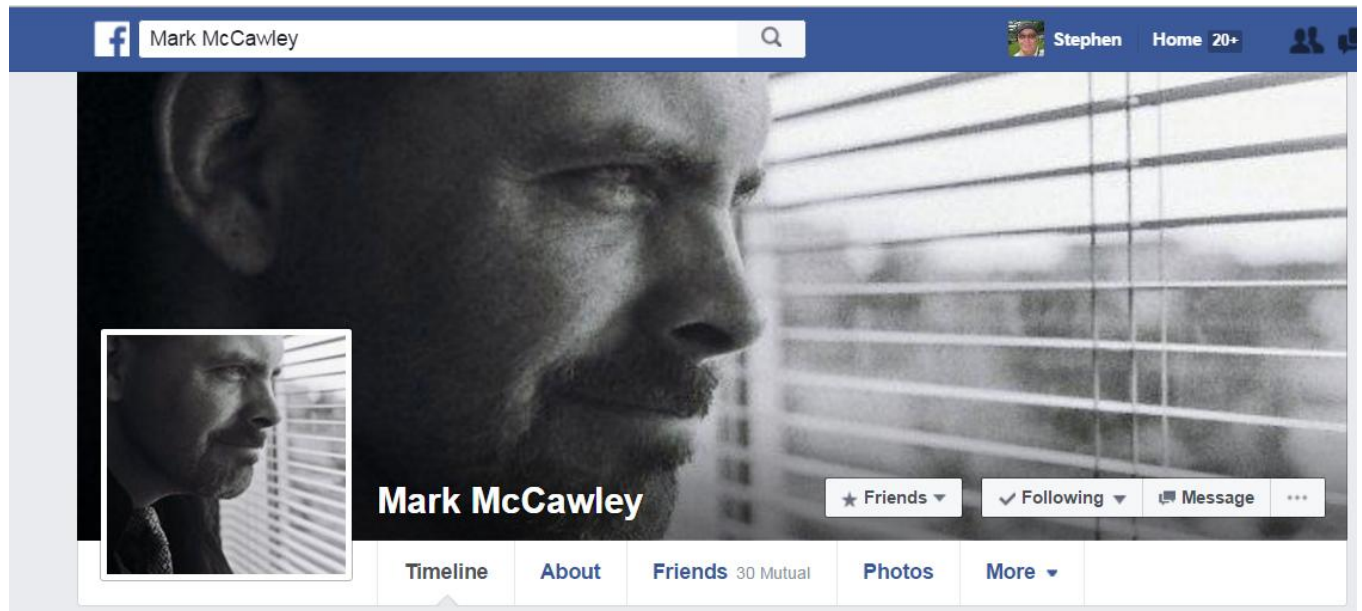 f Mark McCawley Stephen Home 20+
Mark McCawley
Friends Following Message ...
Timeline About Friends 30 Mutual Photos More